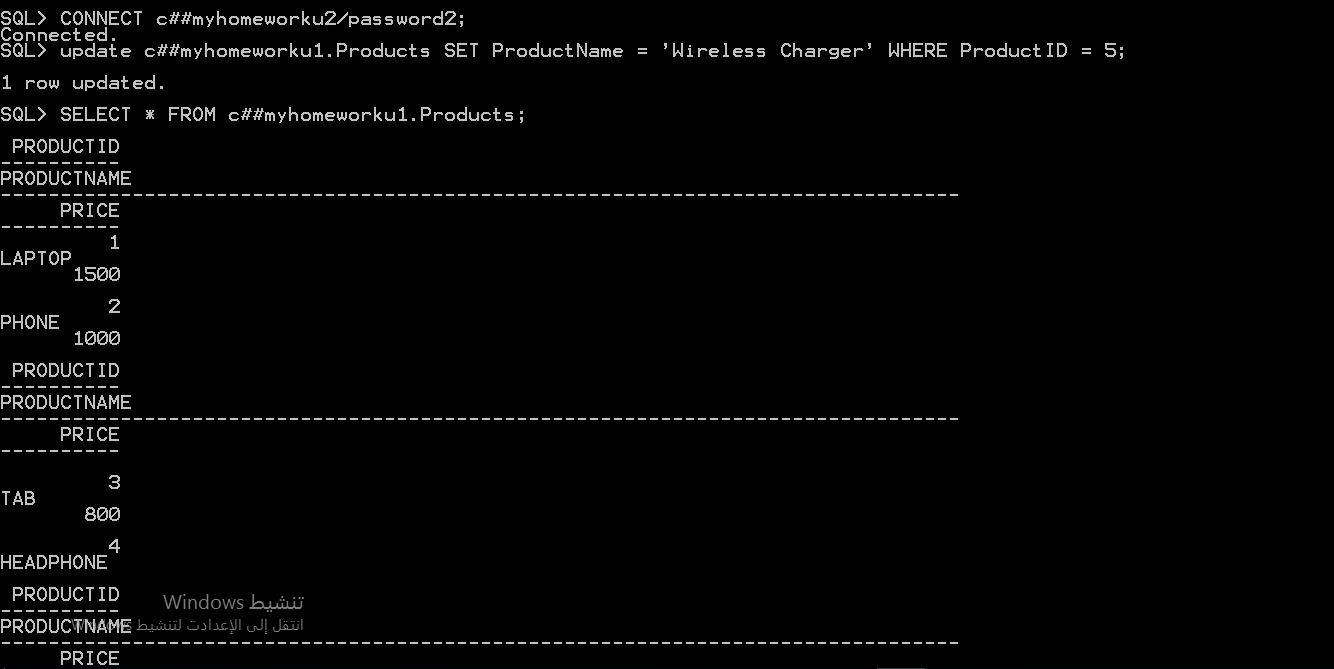 SQL> CONNECT c##myhomeworku2/password2;
Connected.
SQL> update c##myhomeworku1.Products SET ProductName = 'Wireless Charger' WHERE ProductID = 5;
1 row updated.
SQL> SELECT * FROM c##myhomeworku1.Products;
PRODUCTID
----------
PRODUCTNAME
--------------------------------------------------------------------------------
PRICE
----------
1
LAPTOP
1500
2
PHONE
1000
PRODUCTID
----------
PRODUCTNAME
--------------------------------------------------------------------------------
PRICE
----------
3
TAB
800
4
HEADPHONE
PRODUCTID
----------
تنشيط Windows
PRODUCTNAME
انتقل إلى الإعدادت لتنشيط Windows
--------------------------------------------------------------------------------
PRICE